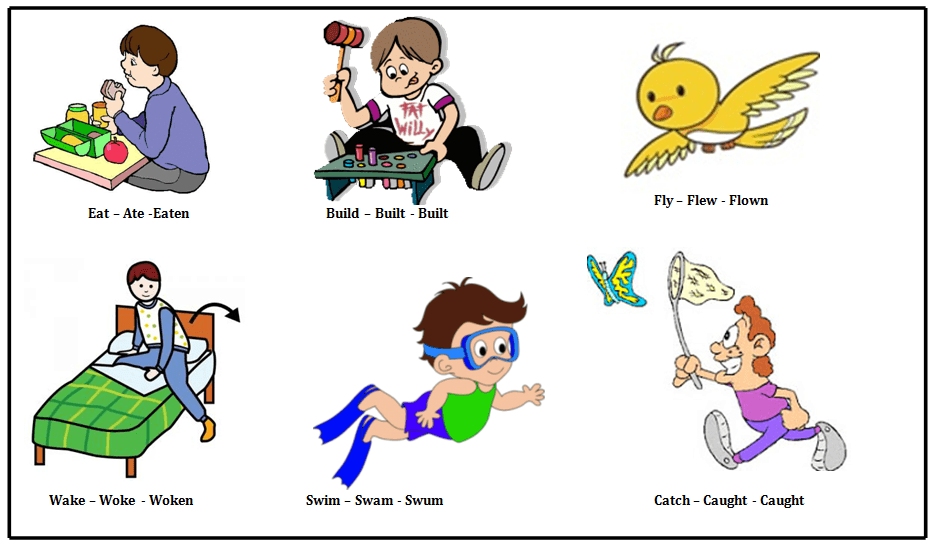 FAT
Willy
Eat – Ate -Eaten
Build – Built - Built
Fly – Flew - Flown
Wake – Woke - Woken
Swim – Swam - Swum
Catch – Caught - Caught